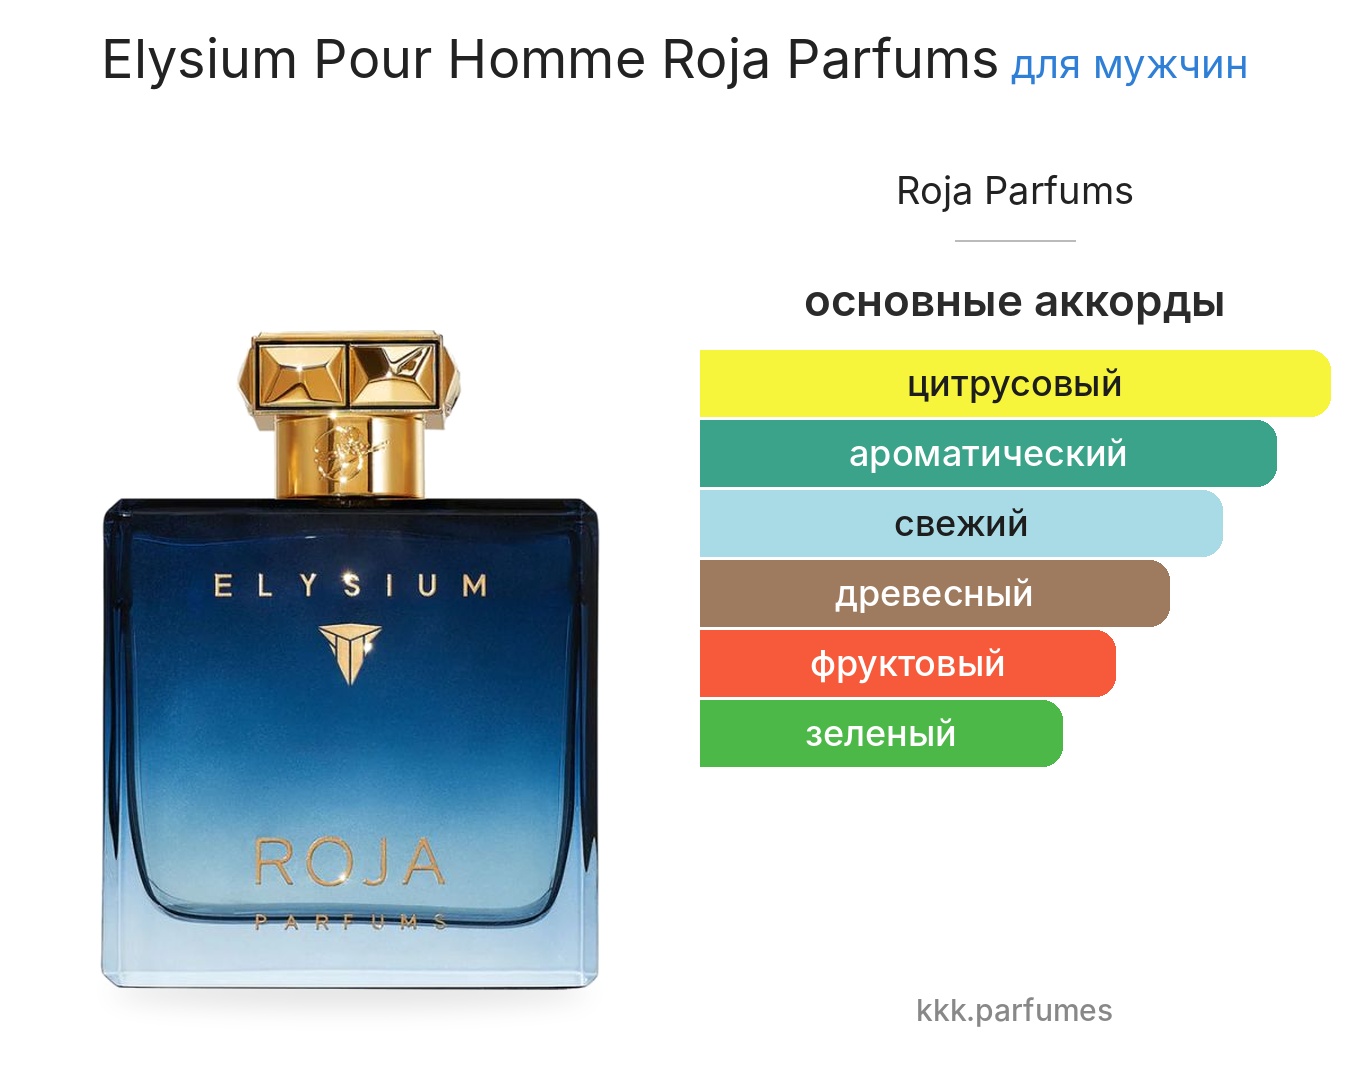 Elysium Pour Homme Roja Parfums для мужчин
Roja Parfums
основные аккорды
цитрусовый
ароматический
свежий
древесный
фруктовый
зеленый
ELYSIUM
ROJA
PARFUMS
kkk.parfumes